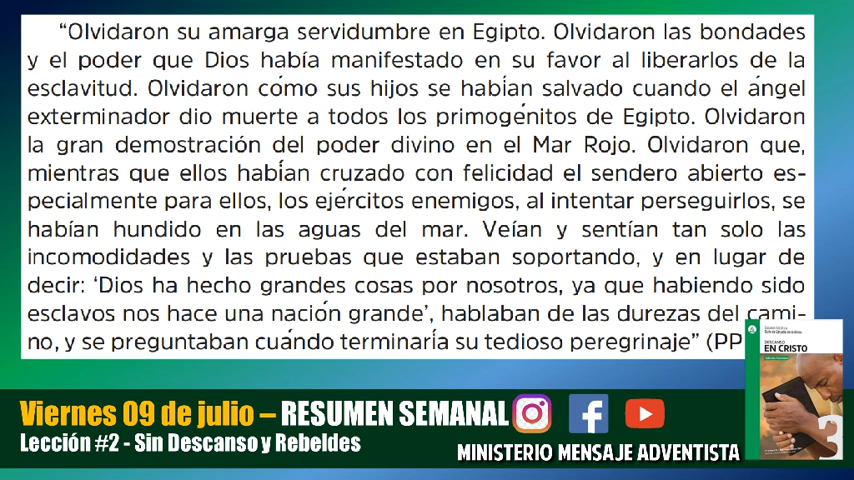 “Olvidaron su amarga servidumbre en Egipto. Olvidaron las bondades
y el poder que Dios había manifestado en su favor al liberarlos de la
esclavitud. Olvidaron cómo sus hijos se habían salvado cuando el ángel
exterminador dio muerte a todos los primogénitos de Egipto. Olvidaron
la gran demostración del poder divino en el Mar Rojo. Olvidaron que,
mientras que ellos habían cruzado con felicidad el sendero abierto es-
pecialmente para ellos, los ejércitos enemigos, al intentar perseguirlos, se
habían hundido en las aguas del mar. Veían y sentían tan solo las
incomodidades y las pruebas que estaban soportando, y en lugar de
decir: ‘Dios ha hecho grandes cosas por nosotros, ya que habiendo sido
esclavos nos hace una nación grande’, hablaban de las durezas del cami-
no, y se preguntaban cuándo terminaría su tedioso peregrinaje” (PP
DESCANSO
EN CRISTO
3
Viernes 09 de julio – RESUMEN SEMANAL
Lección #2 - Sin Descanso y Rebeldes
MINISTERIO MENSAJE ADVENTISTA